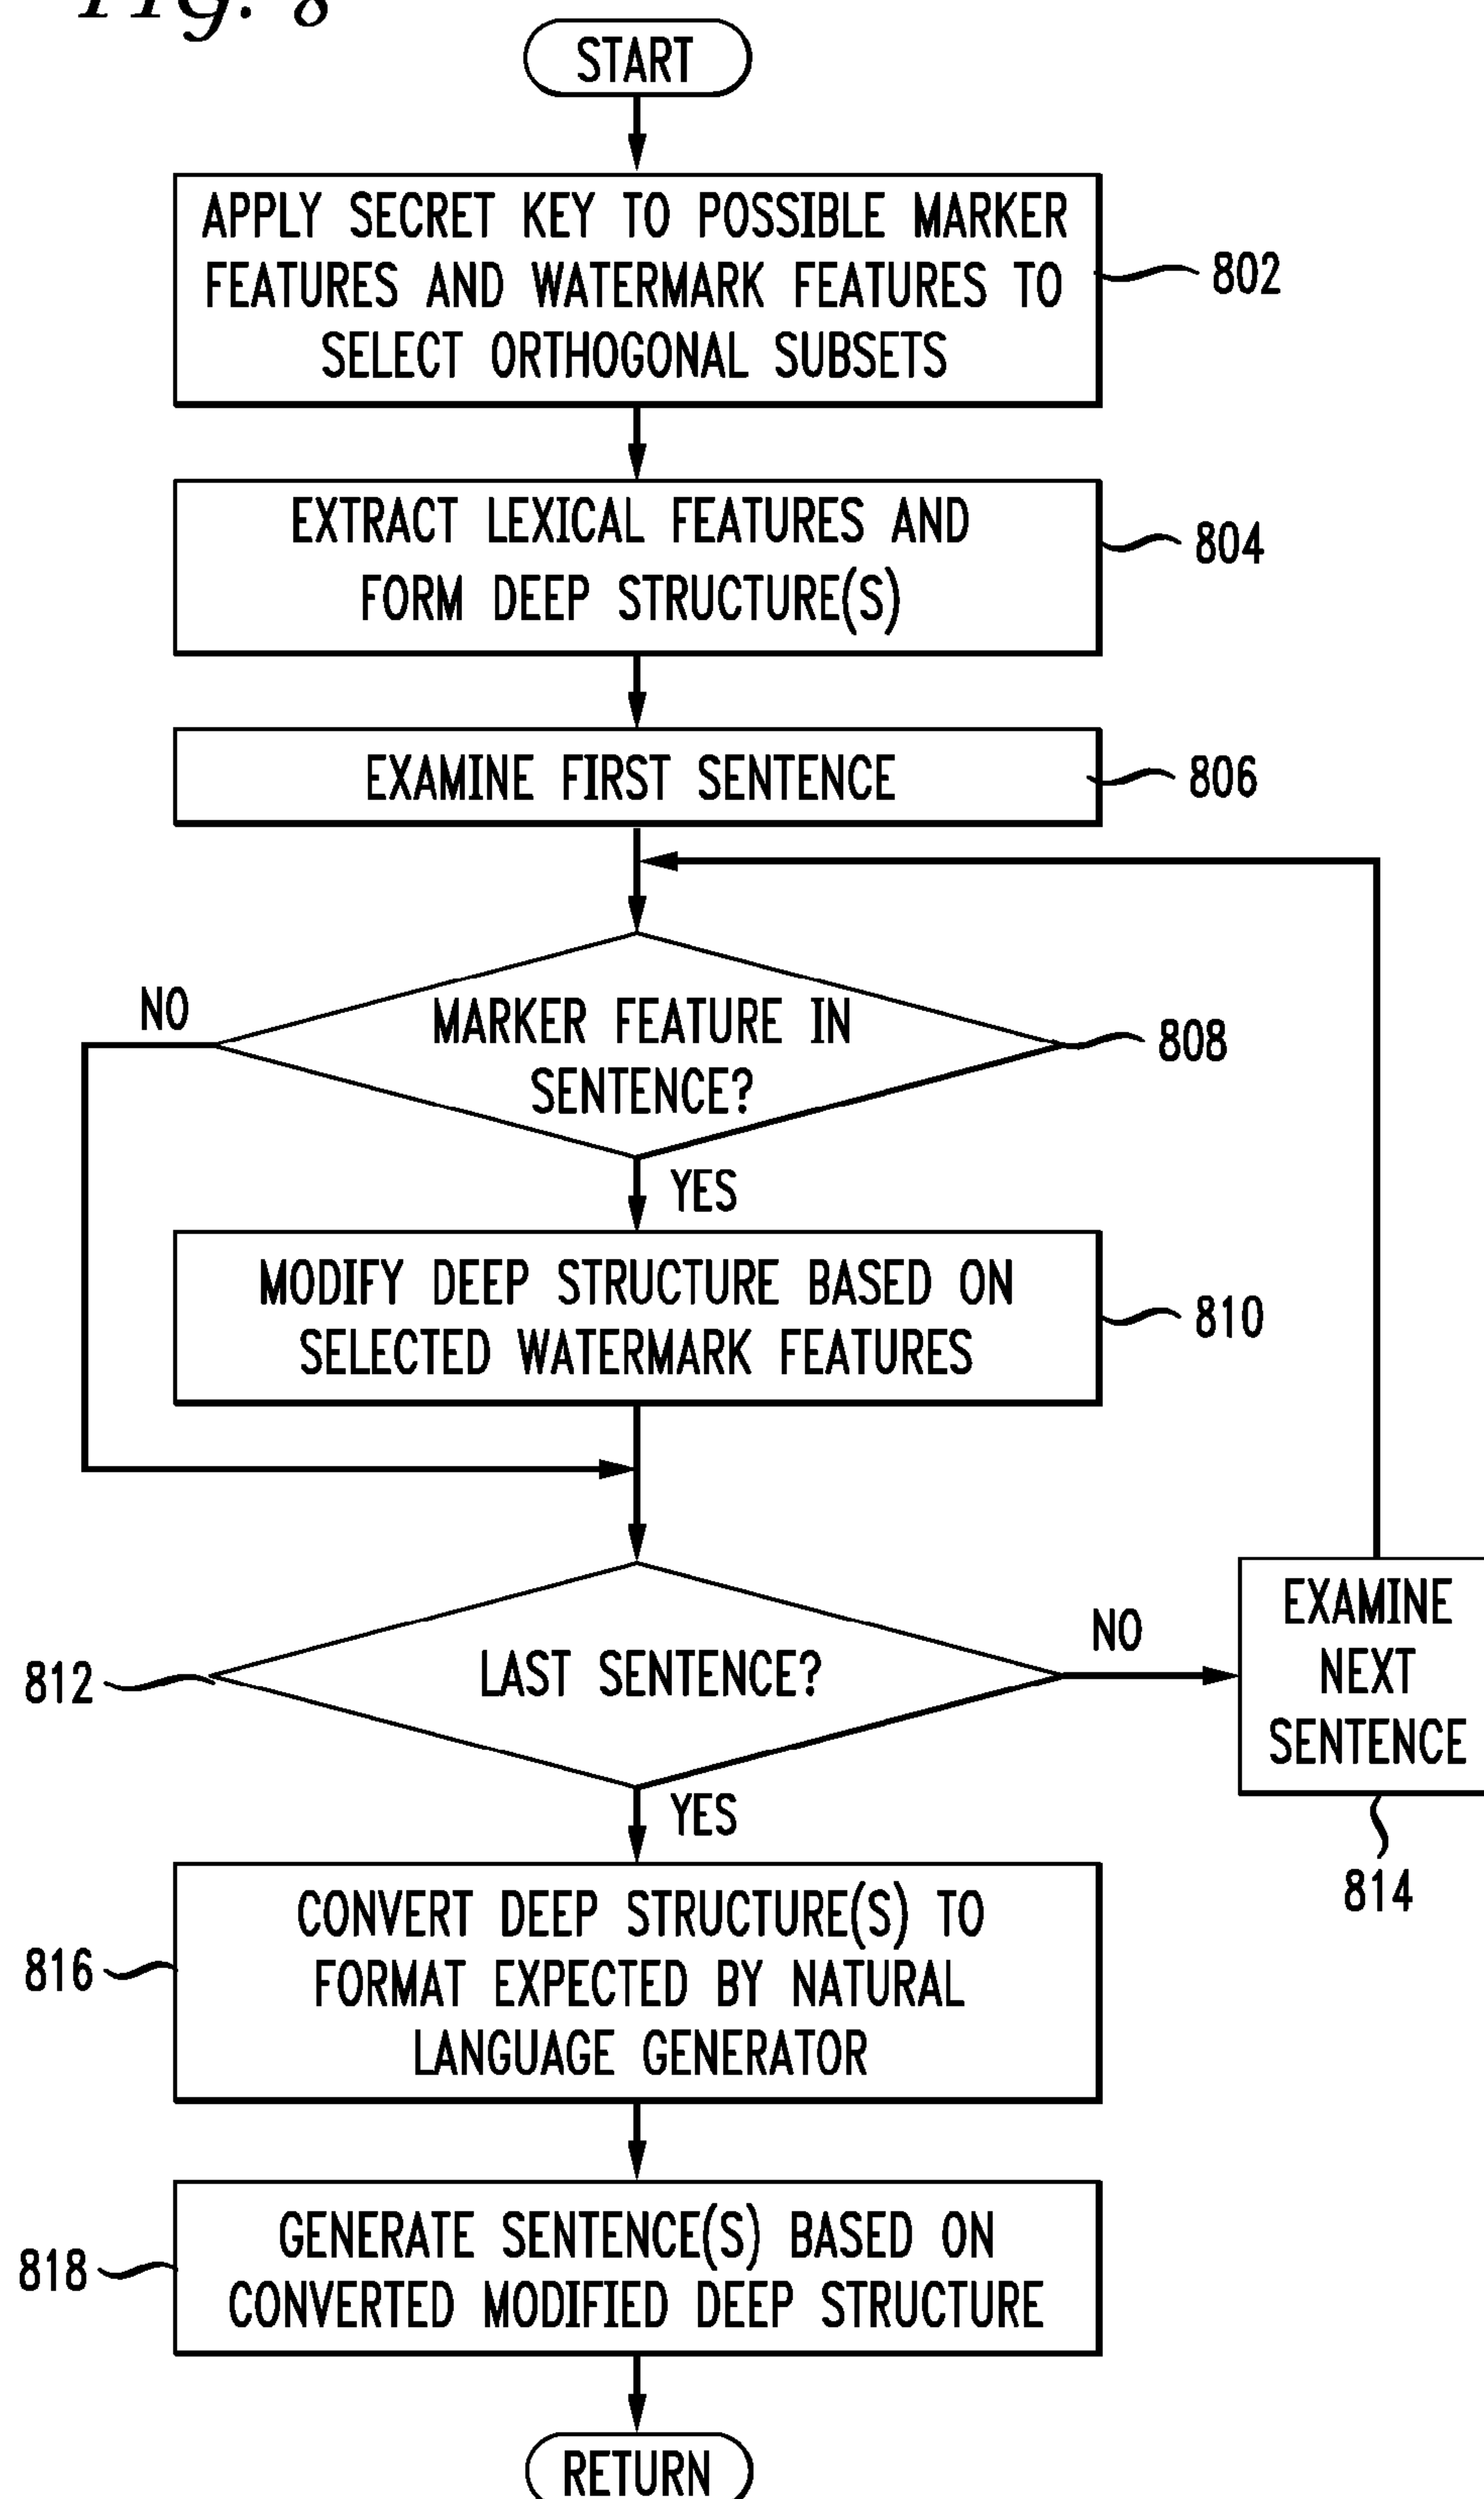 Fig. 8
START
APPLY SECRET KEY TO POSSIBLE MARKER
FEATURES AND WATERMARK FEATURES TO
SELECT ORTHOGONAL SUBSETS
802
EXTRACT LEXICAL FEATURES AND
FORM DEEP STRUCTURE(S)
804
EXAMINE FIRST SENTENCE
806
NO
MARKER FEATURE IN
SENTENCE?
808
YES
MODIFY DEEP STRUCTURE BASED ON
SELECTED WATERMARK FEATURES
810
812
LAST SENTENCE?
NO
EXAMINE
NEXT
SENTENCE
814
YES
816
CONVERT DEEP STRUCTURE(S) TO
FORMAT EXPECTED BY NATURAL
LANGUAGE GENERATOR
818
GENERATE SENTENCE(S) BASED ON
CONVERTED MODIFIED DEEP STRUCTURE
RETURN